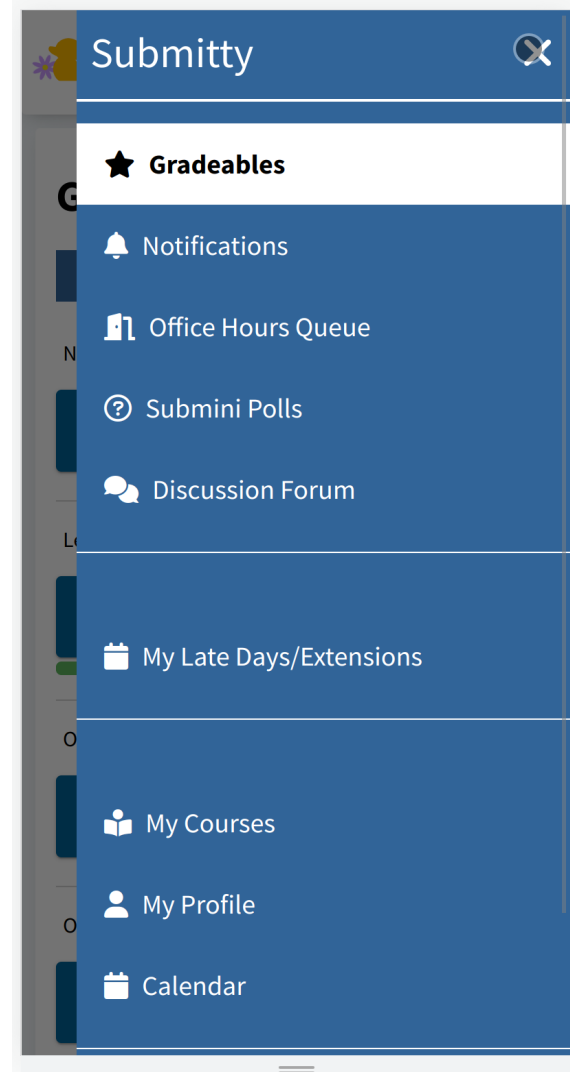 Submitty
G
Gradeables
Notifications
Office Hours Queue
N
Submini Polls
Discussion Forum
L
My Late Days/Extensions
O
My Courses
My Profile
O
Calendar